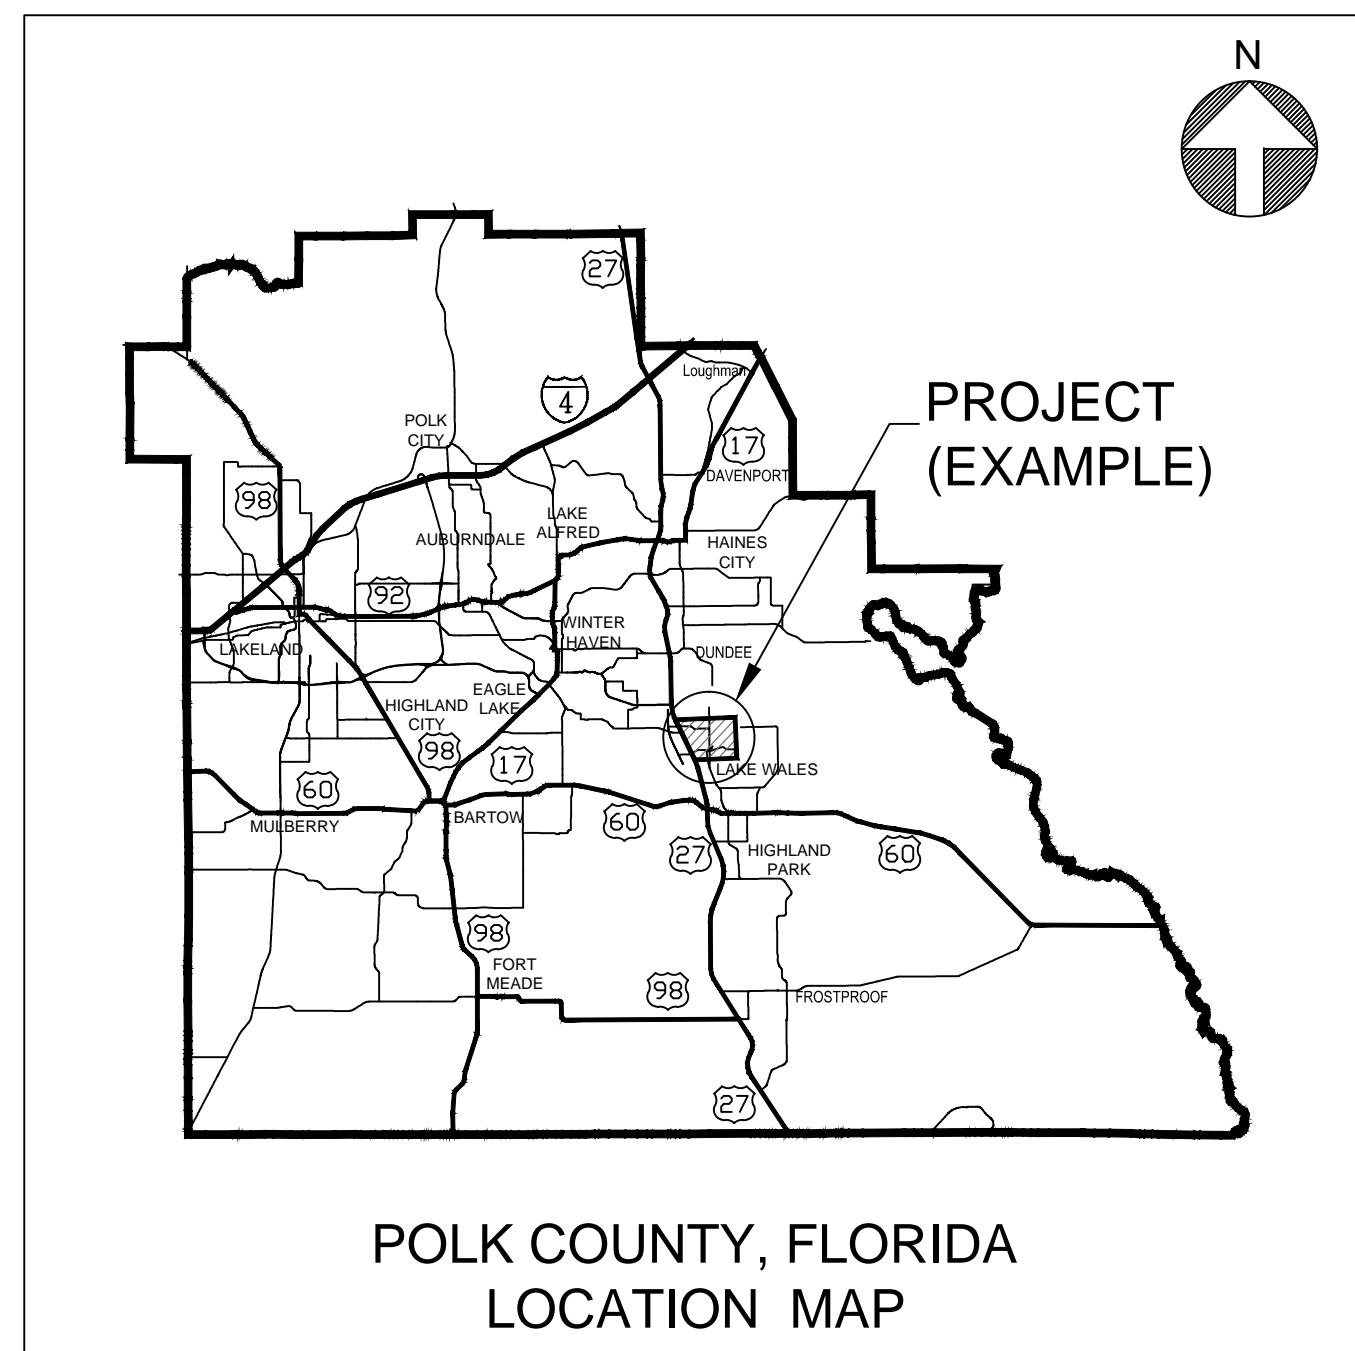 N
27
Loughman
4
PROJECT
(EXAMPLE)
POLK
CITY
17
DAVENPORT
98
LAKE
ALFRED
AUBURNDALE
HAINES
CITY
92
WINTER
HAVEN
LAKELAND
DUNDEE
EAGLE
LAKE
HIGHLAND
CITY
98
17
LAKE WALES
60
MULBERRY
BARTOW
60
27
HIGHLAND
PARK
60
98
FORT
MEADE
98
FROSTPROOF
27
POLK COUNTY, FLORIDA
LOCATION MAP